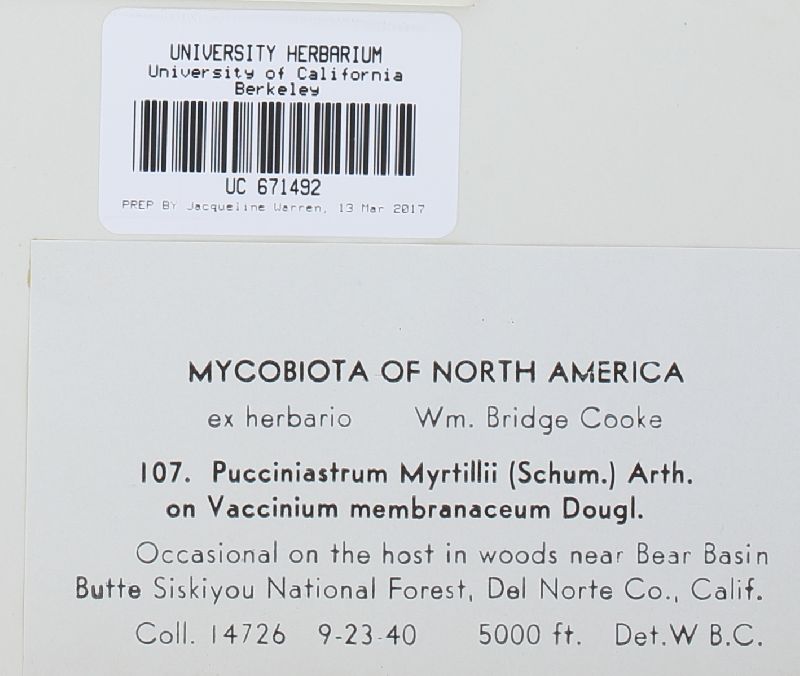 UNIVERSITY HERBARIUM
University of California
Berkeley
UC 671492
PREP BY Jacqueline Warren, 13 Mar 2017
MYCOBIOTA OF NORTH AMERICA
ex herbario Wm. Bridge Cooke
107. Pucciniastrum Myrtillii (Schum.) Arth.
on Vaccinium membranaceum Dougl.
Occasional on the host in woods near Bear Basin
Butte Siskiyou National Forest, Del Norte Co., Calif.
Coll. 14726 9-23-40 5000 ft. Det.W B.C.